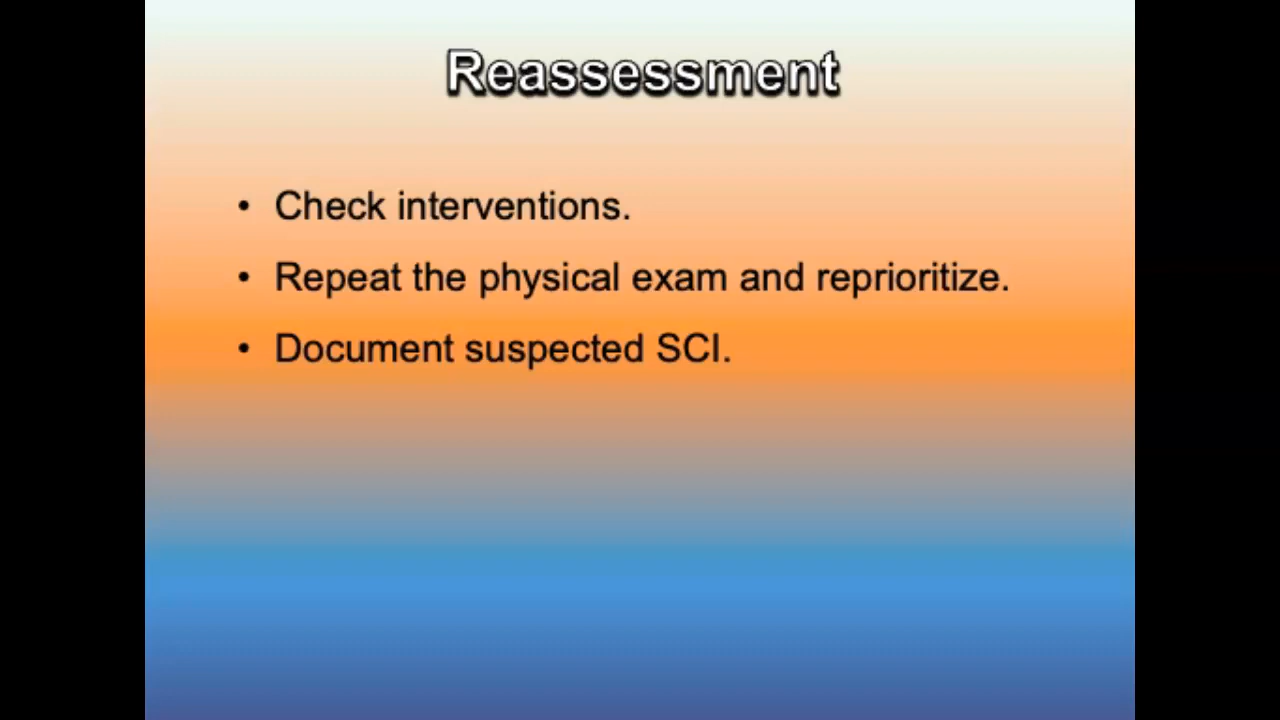 Reassessment
• Check interventions.
• Repeat the physical exam and reprioritize.
• Document suspected SCI.